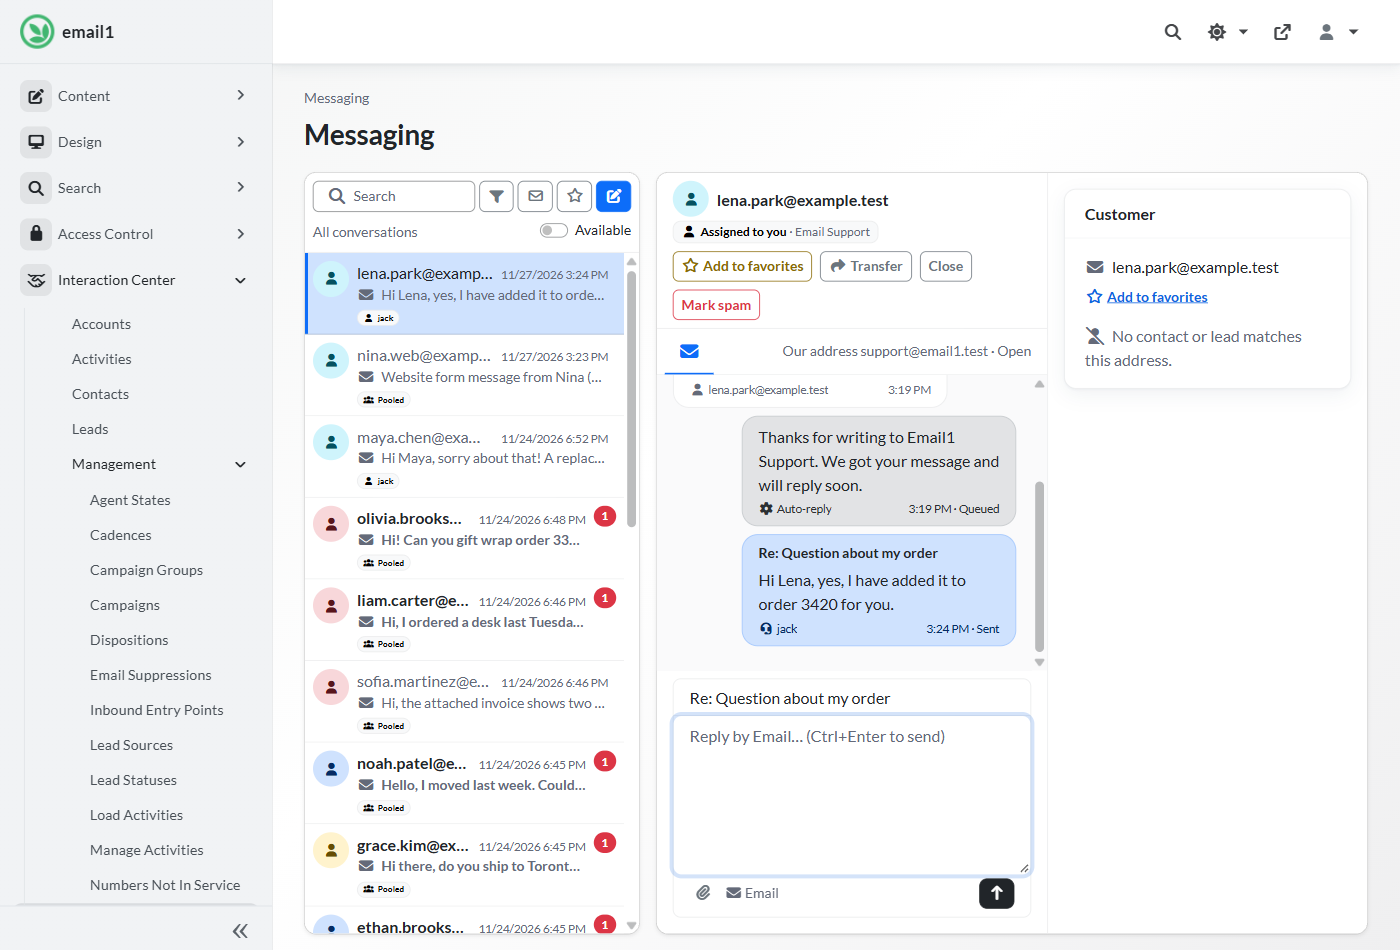 email1
Content
Design
Search
Access Control
Interaction Center
Accounts
Activities
Contacts
Leads
Management
Agent States
Cadences
Campaign Groups
Campaigns
Dispositions
Email Suppressions
Inbound Entry Points
Lead Sources
Lead Statuses
Load Activities
Manage Activities
Numbers Not In Service
Messaging
Messaging
Search
All conversations
Available
lena.park@examp... 11/27/2026 3:24 PM
Hi Lena, yes, I have added it to orde...
jack
nina.web@examp... 11/27/2026 3:23 PM
Website form message from Nina (...
Pooled
maya.chen@exa... 11/24/2026 6:52 PM
Hi Maya, sorry about that! A replac...
jack
olivia.brooks... 11/24/2026 6:48 PM 1
Hi! Can you gift wrap order 33...
Pooled
liam.carter@e... 11/24/2026 6:46 PM 1
Hi, I ordered a desk last Tuesda...
Pooled
sofia.martinez@e... 11/24/2026 6:46 PM
Hi, the attached invoice shows two ...
Pooled
noah.patel@e... 11/24/2026 6:45 PM 1
Hello, I moved last week. Could...
Pooled
grace.kim@ex... 11/24/2026 6:45 PM 1
Hi there, do you ship to Toront...
Pooled
ethan.brooks... 11/24/2026 6:45 PM 1
lena.park@example.test
Assigned to you · Email Support
Add to favorites
Transfer
Close
Mark spam
Our address support@email1.test · Open
lena.park@example.test 3:19 PM
Thanks for writing to Email1
Support. We got your message and
will reply soon.
Auto-reply 3:19 PM · Queued
Re: Question about my order
Hi Lena, yes, I have added it to
order 3420 for you.
jack 3:24 PM · Sent
Re: Question about my order
Reply by Email... (Ctrl+Enter to send)
Email
Customer
lena.park@example.test
Add to favorites
No contact or lead matches
this address.